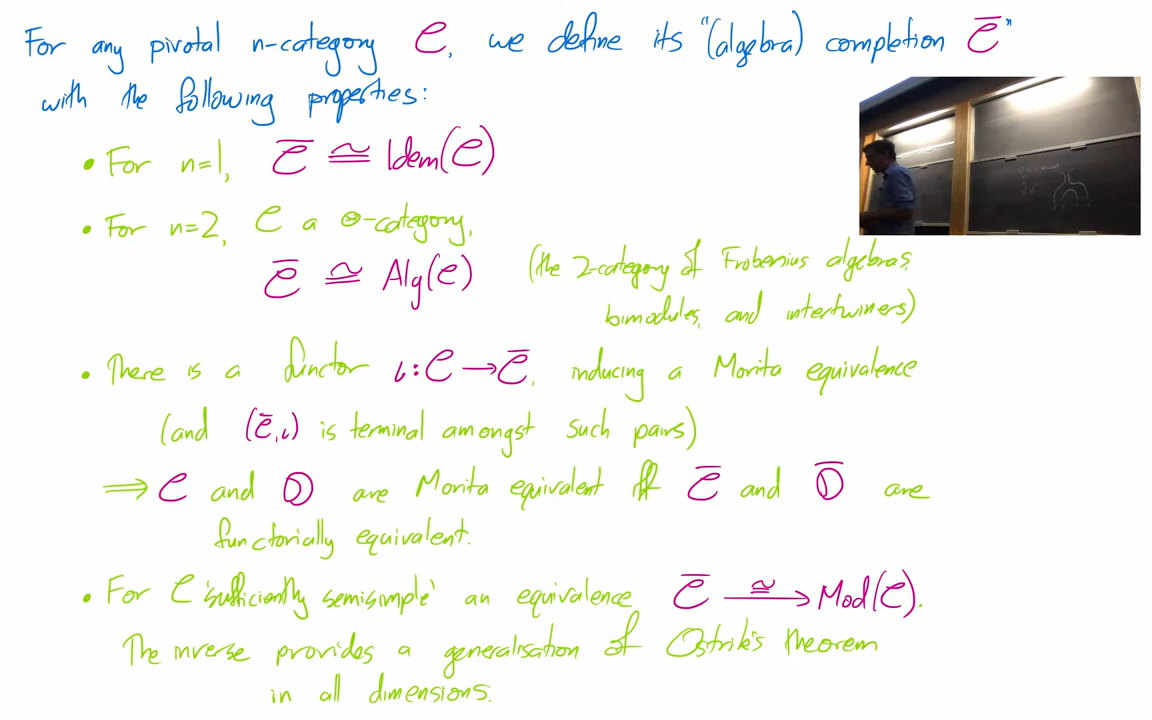 For any pivotal n-category C, we define its "(algebra) completion C̄"
with the following properties:
• For n=1, C̄ ≅ Idem(C)
• For n=2, C a Θ-category,
C̄ ≅ Alg(C) (the 2-category of Frobenius algebras,
bimodules, and intertwiners)
• There is a functor ι: C → C̄, inducing a Morita equivalence
(and (C̄,ι) is terminal amongst such pairs)
⟹ C and D are Morita equivalent iff C̄ and D̄ are
functorially equivalent.
• For C 'sufficiently semisimple' an equivalence C̄ ≅→ Mod(C).
The inverse provides a generalisation of Ostrik's theorem
in all dimensions.